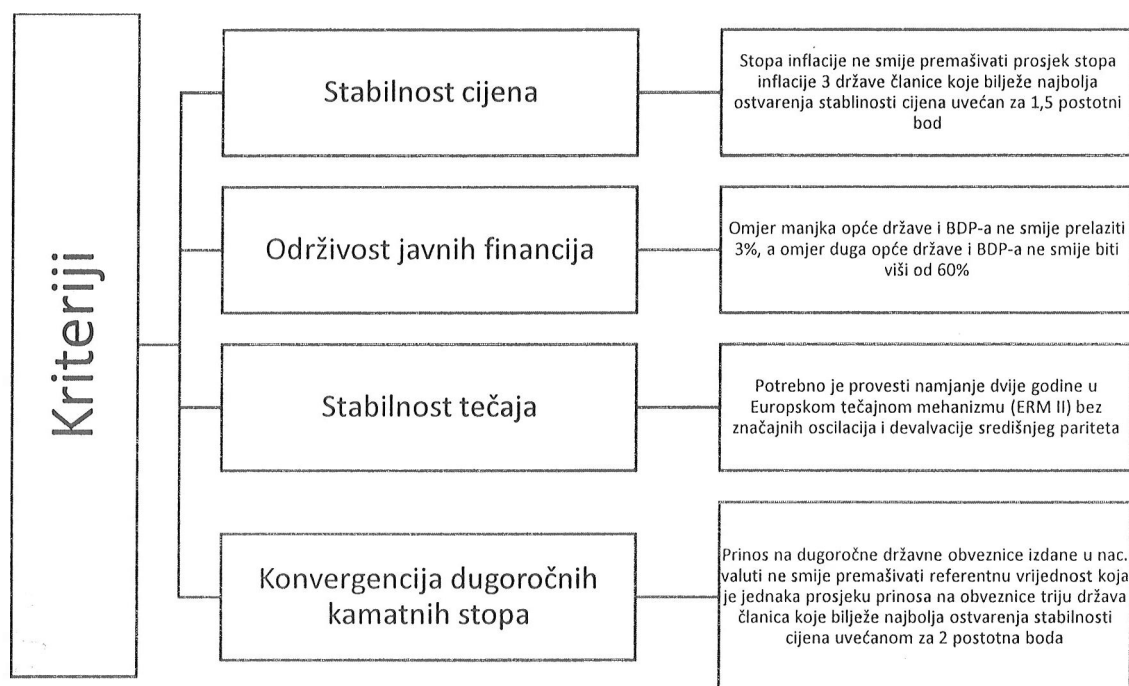 Kriteriji
Stabilnost cijena
Stopa inflacije ne smije premašivati prosjek stopa
inflacije 3 države članice koje bilježe najbolja
ostvarenja stablinosti cijena uvećan za 1,5 postotni
bod
Održivost javnih financija
Omjer manjka opće države i BDP-a ne smije prelaziti
3%, a omjer duga opće države i BDP-a ne smije biti
viši od 60%
Stabilnost tečaja
Potrebno je provesti namjanje dvije godine u
Europskom tečajnom mehanizmu (ERM II) bez
značajnih oscilacija i devalvacije središnjeg pariteta
Konvergencija dugoročnih
kamatnih stopa
Prinos na dugoročne državne obveznice izdane u nac.
valuti ne smije premašivati referentnu vrijednost koja
je jednaka prosjeku prinosa na obveznice triju država
članica koje bilježe najbolja ostvarenja stabilnosti
cijena uvećanom za 2 postotna boda